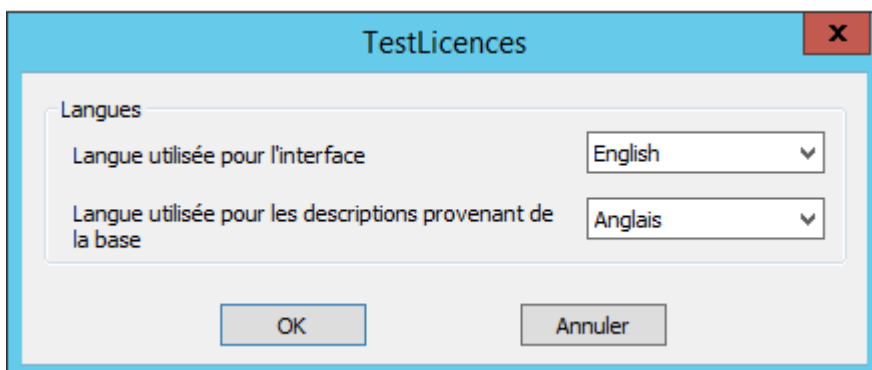 TestLicences
x
Langues
Langue utilisée pour l'interface
English
Langue utilisée pour les descriptions provenant de
la base
Anglais
OK
Annuler